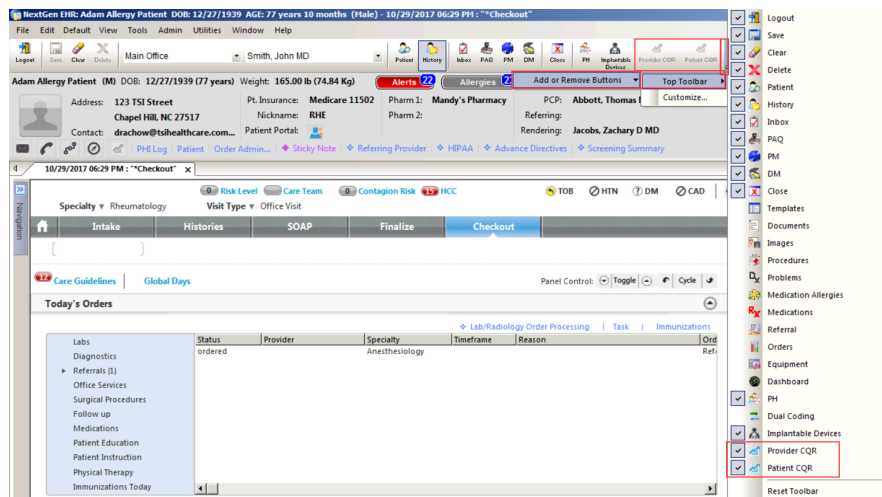 NextGen EHR: Adam Allergy Patient DOB: 12/27/1939 AGE: 77 years 10 months (Male) - 10/29/2017 06:29 PM : "*Checkout"
File Edit Default View Tools Admin Utilities Window Help
Logout Save Clear Delete Main Office Smith, John MD Patient History Inbox PAQ PM DM Close PH Implantable Devices Provider CQR Patient CQR
Adam Allergy Patient (M) DOB: 12/27/1939 (77 years) Weight: 165.00 lb (74.84 Kg) Alerts 22 Allergies Add or Remove Buttons Top Toolbar
Customize...
Address: 123 TSI Street Pt. Insurance: Medicare 11502 Pharm 1: Mandy's Pharmacy PCP: Abbott, Thomas
Chapel Hill, NC 27517 Nickname: RHE Pharm 2: Referring:
Contact: drachow@tsihealthcare.com... Patient Portal: Rendering: Jacobs, Zachary D MD
PHI Log Patient Order Admin... Sticky Note Referring Provider HIPAA Advance Directives Screening Summary
10/29/2017 06:29 PM : "*Checkout" x
Navigation
0 Risk Level Care Team 0 Contagion Risk 15 HCC TOB HTN DM CAD
Specialty Rheumatology Visit Type Office Visit
Intake Histories SOAP Finalize Checkout
12 Care Guidelines Global Days Panel Control: Toggle Cycle
Today's Orders
Lab/Radiology Order Processing | Task | Immunizations
Status Provider Specialty Timeframe Reason Ord
ordered Anesthesiology Refe
Labs
Diagnostics
Referrals (1)
Office Services
Surgical Procedures
Follow up
Medications
Patient Education
Patient Instruction
Physical Therapy
Immunizations Today
Logout
Save
Clear
Delete
Patient
History
Inbox
PAQ
PM
DM
Close
Templates
Documents
Images
Procedures
Problems
Medication Allergies
Medications
Referral
Orders
Equipment
Dashboard
PH
Dual Coding
Implantable Devices
Provider CQR
Patient CQR
Reset Toolbar